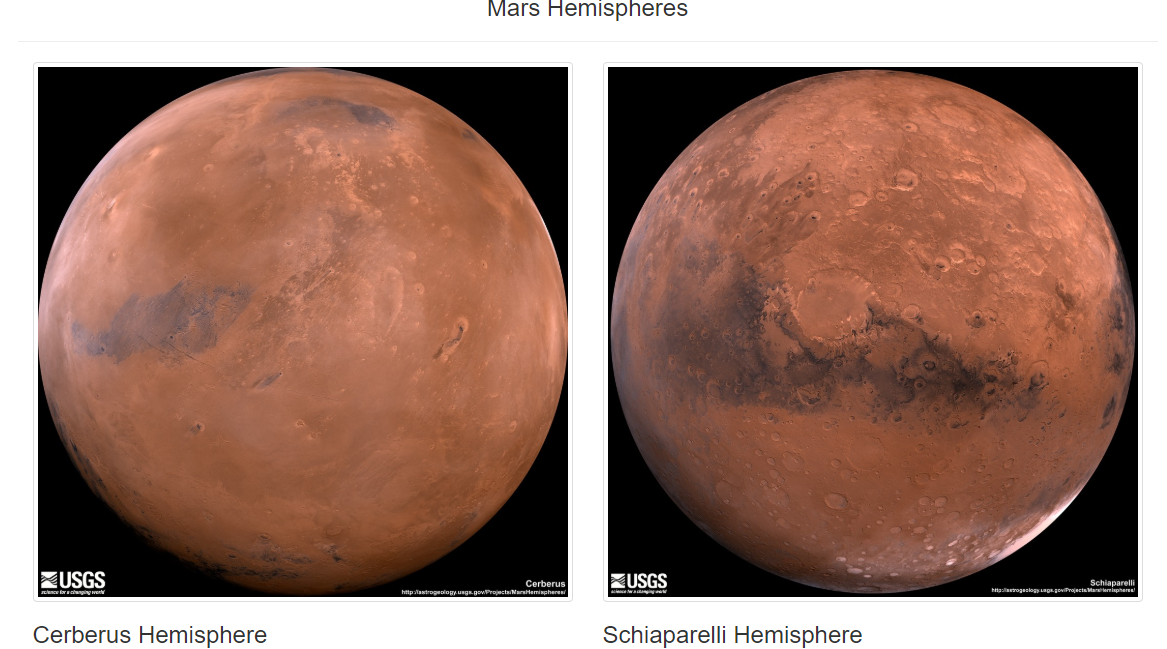 Mars Hemispheres
USGS
science for a changing world
Cerberus
http://astrogeology.usgs.gov/Projects/MarsHemispheres/
USGS
science for a changing world
Schiaparelli
http://astrogeology.usgs.gov/Projects/MarsHemispheres/
Cerberus Hemisphere
Schiaparelli Hemisphere